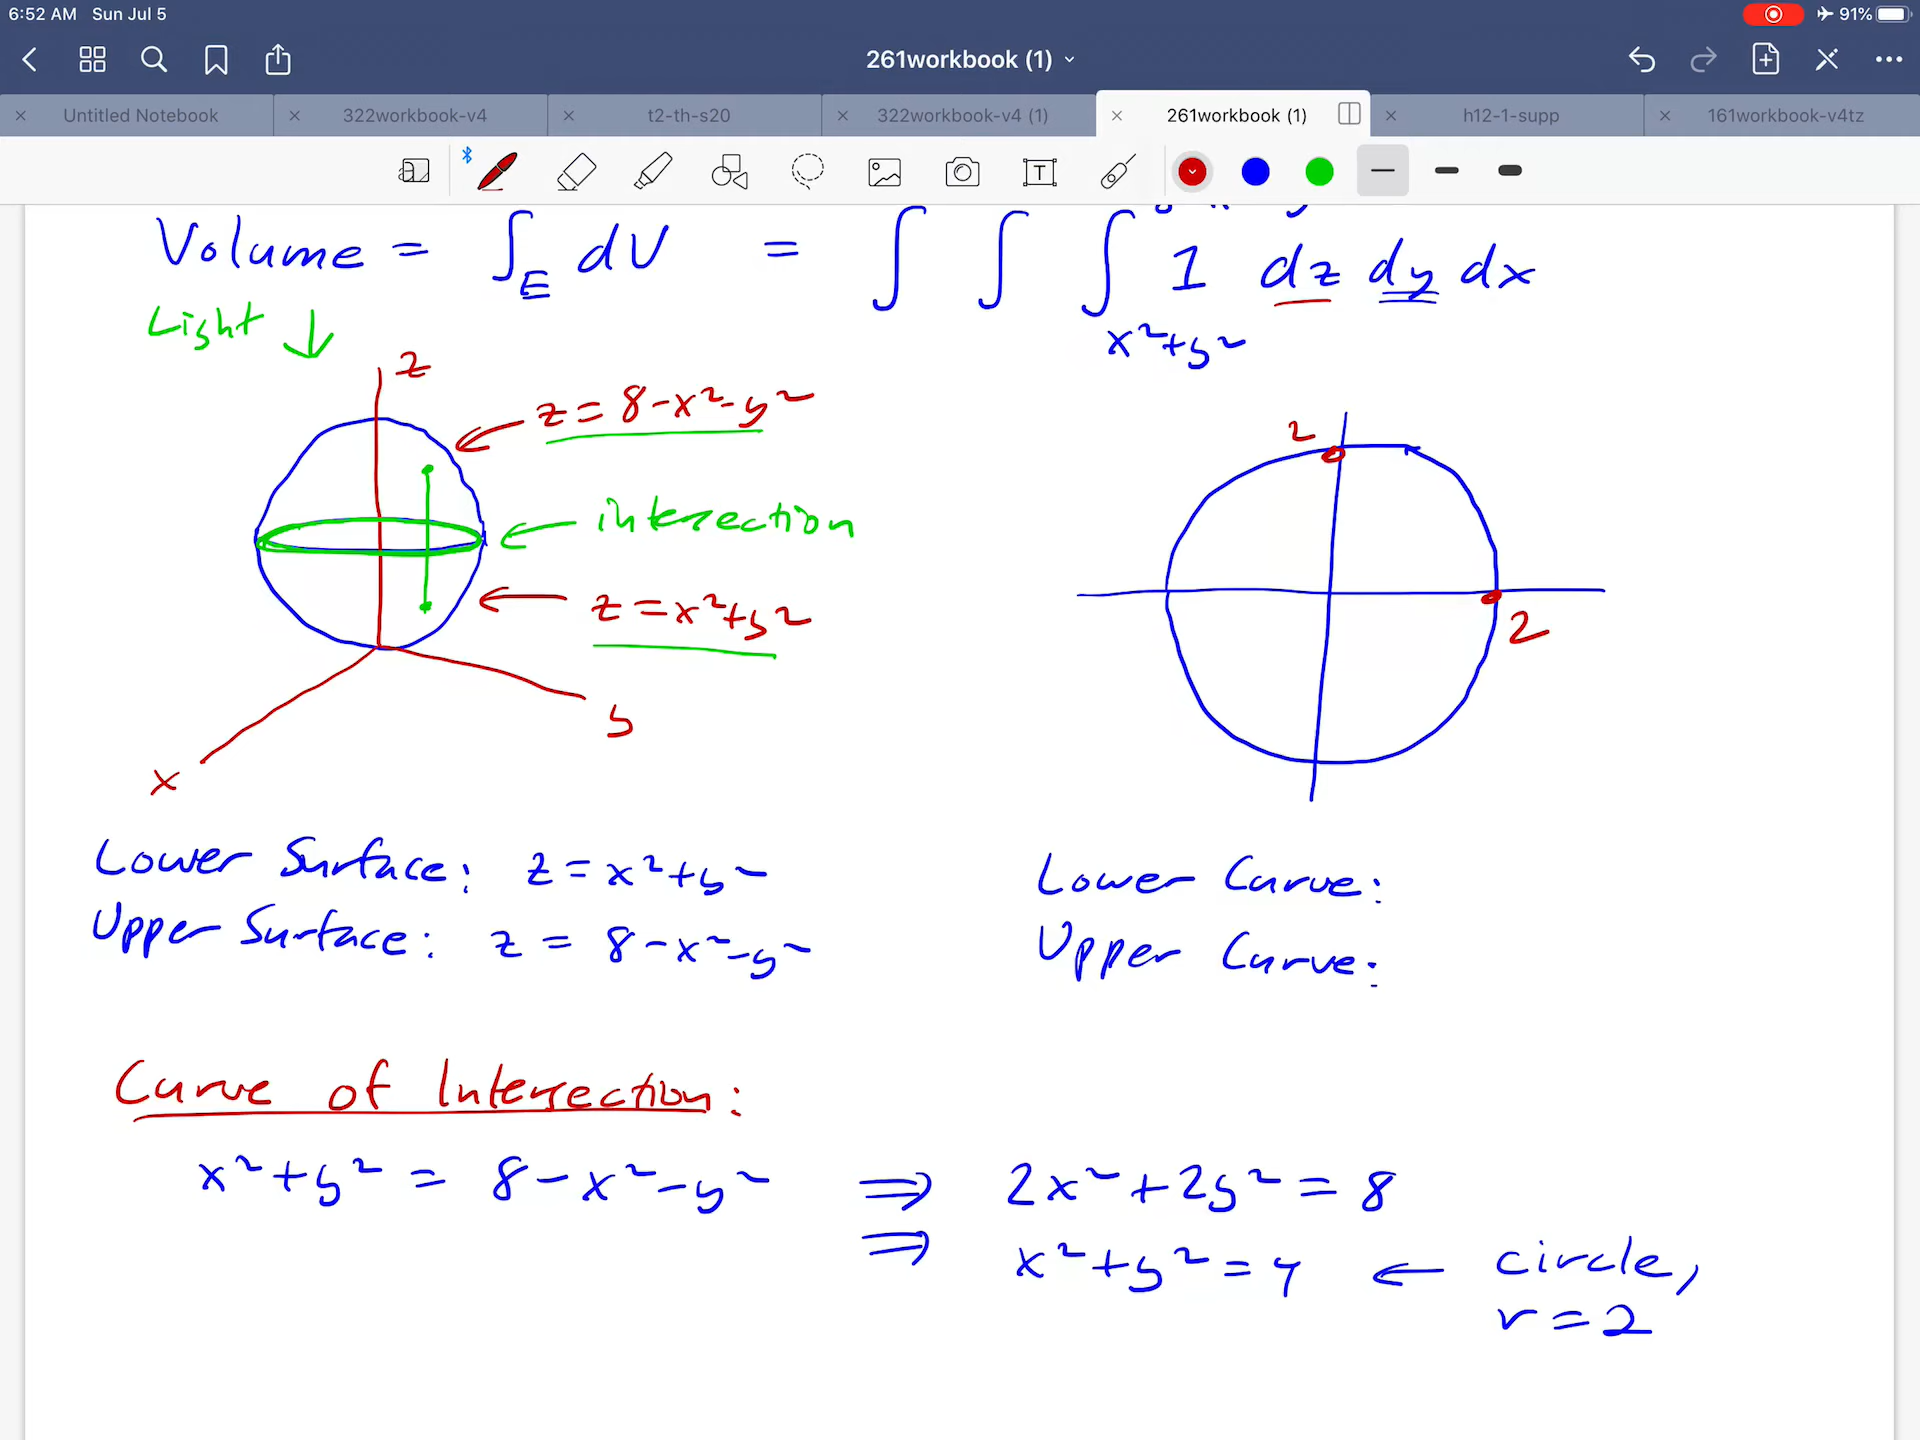 6:52 AM Sun Jul 5
91%
261workbook (1)
Untitled Notebook
322workbook-v4
t2-th-s20
322workbook-v4 (1)
261workbook (1)
h12-1-supp
161workbook-v4tz
Volume = ∫_E dV = ∫ ∫ ∫ 1 dz dy dx
x²+y²
Light ↓
z
z = 8-x²-y²
2
← intersection
z = x²+y²
2
y
x
Lower Surface: z = x²+y²
Upper Surface: z = 8-x²-y²
Lower Curve:
Upper Curve:
Curve of Intersection:
x²+y² = 8-x²-y² ⇒ 2x²+2y² = 8
⇒ x²+y² = 4 ← circle,
r = 2